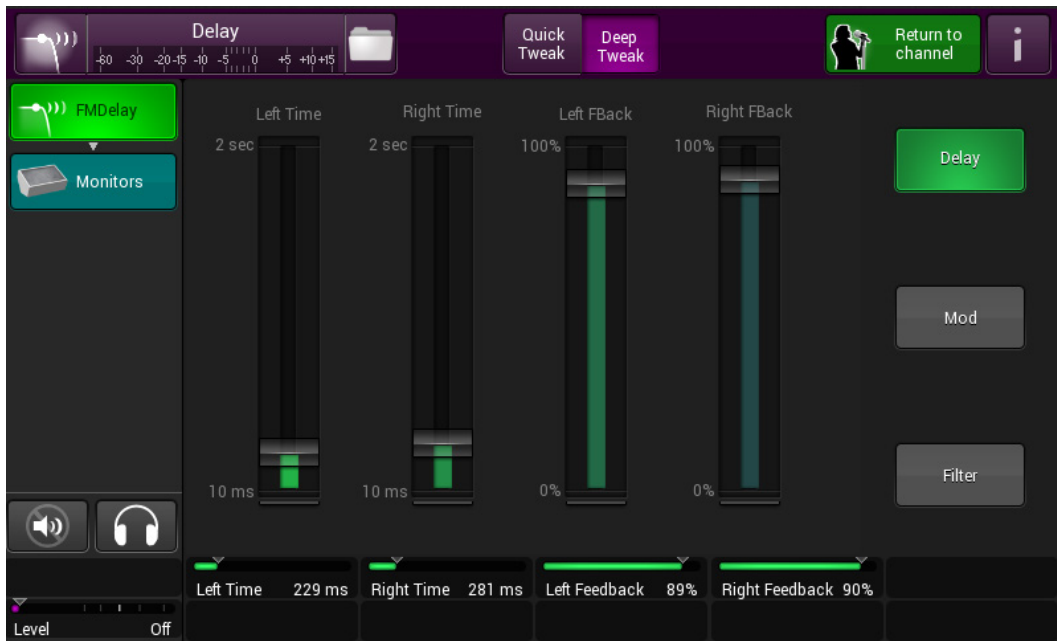 Delay
-60 -30 -20 -15 -10 -5 0 +5 +10 +15
Quick
Tweak
Deep
Tweak
Return to
channel
i
FMDelay
Monitors
Left Time
Right Time
Left FBack
Right FBack
2 sec
2 sec
100%
100%
10 ms
10 ms
0%
0%
Delay
Mod
Filter
Left Time 229 ms
Right Time 281 ms
Left Feedback 89%
Right Feedback 90%
Level Off